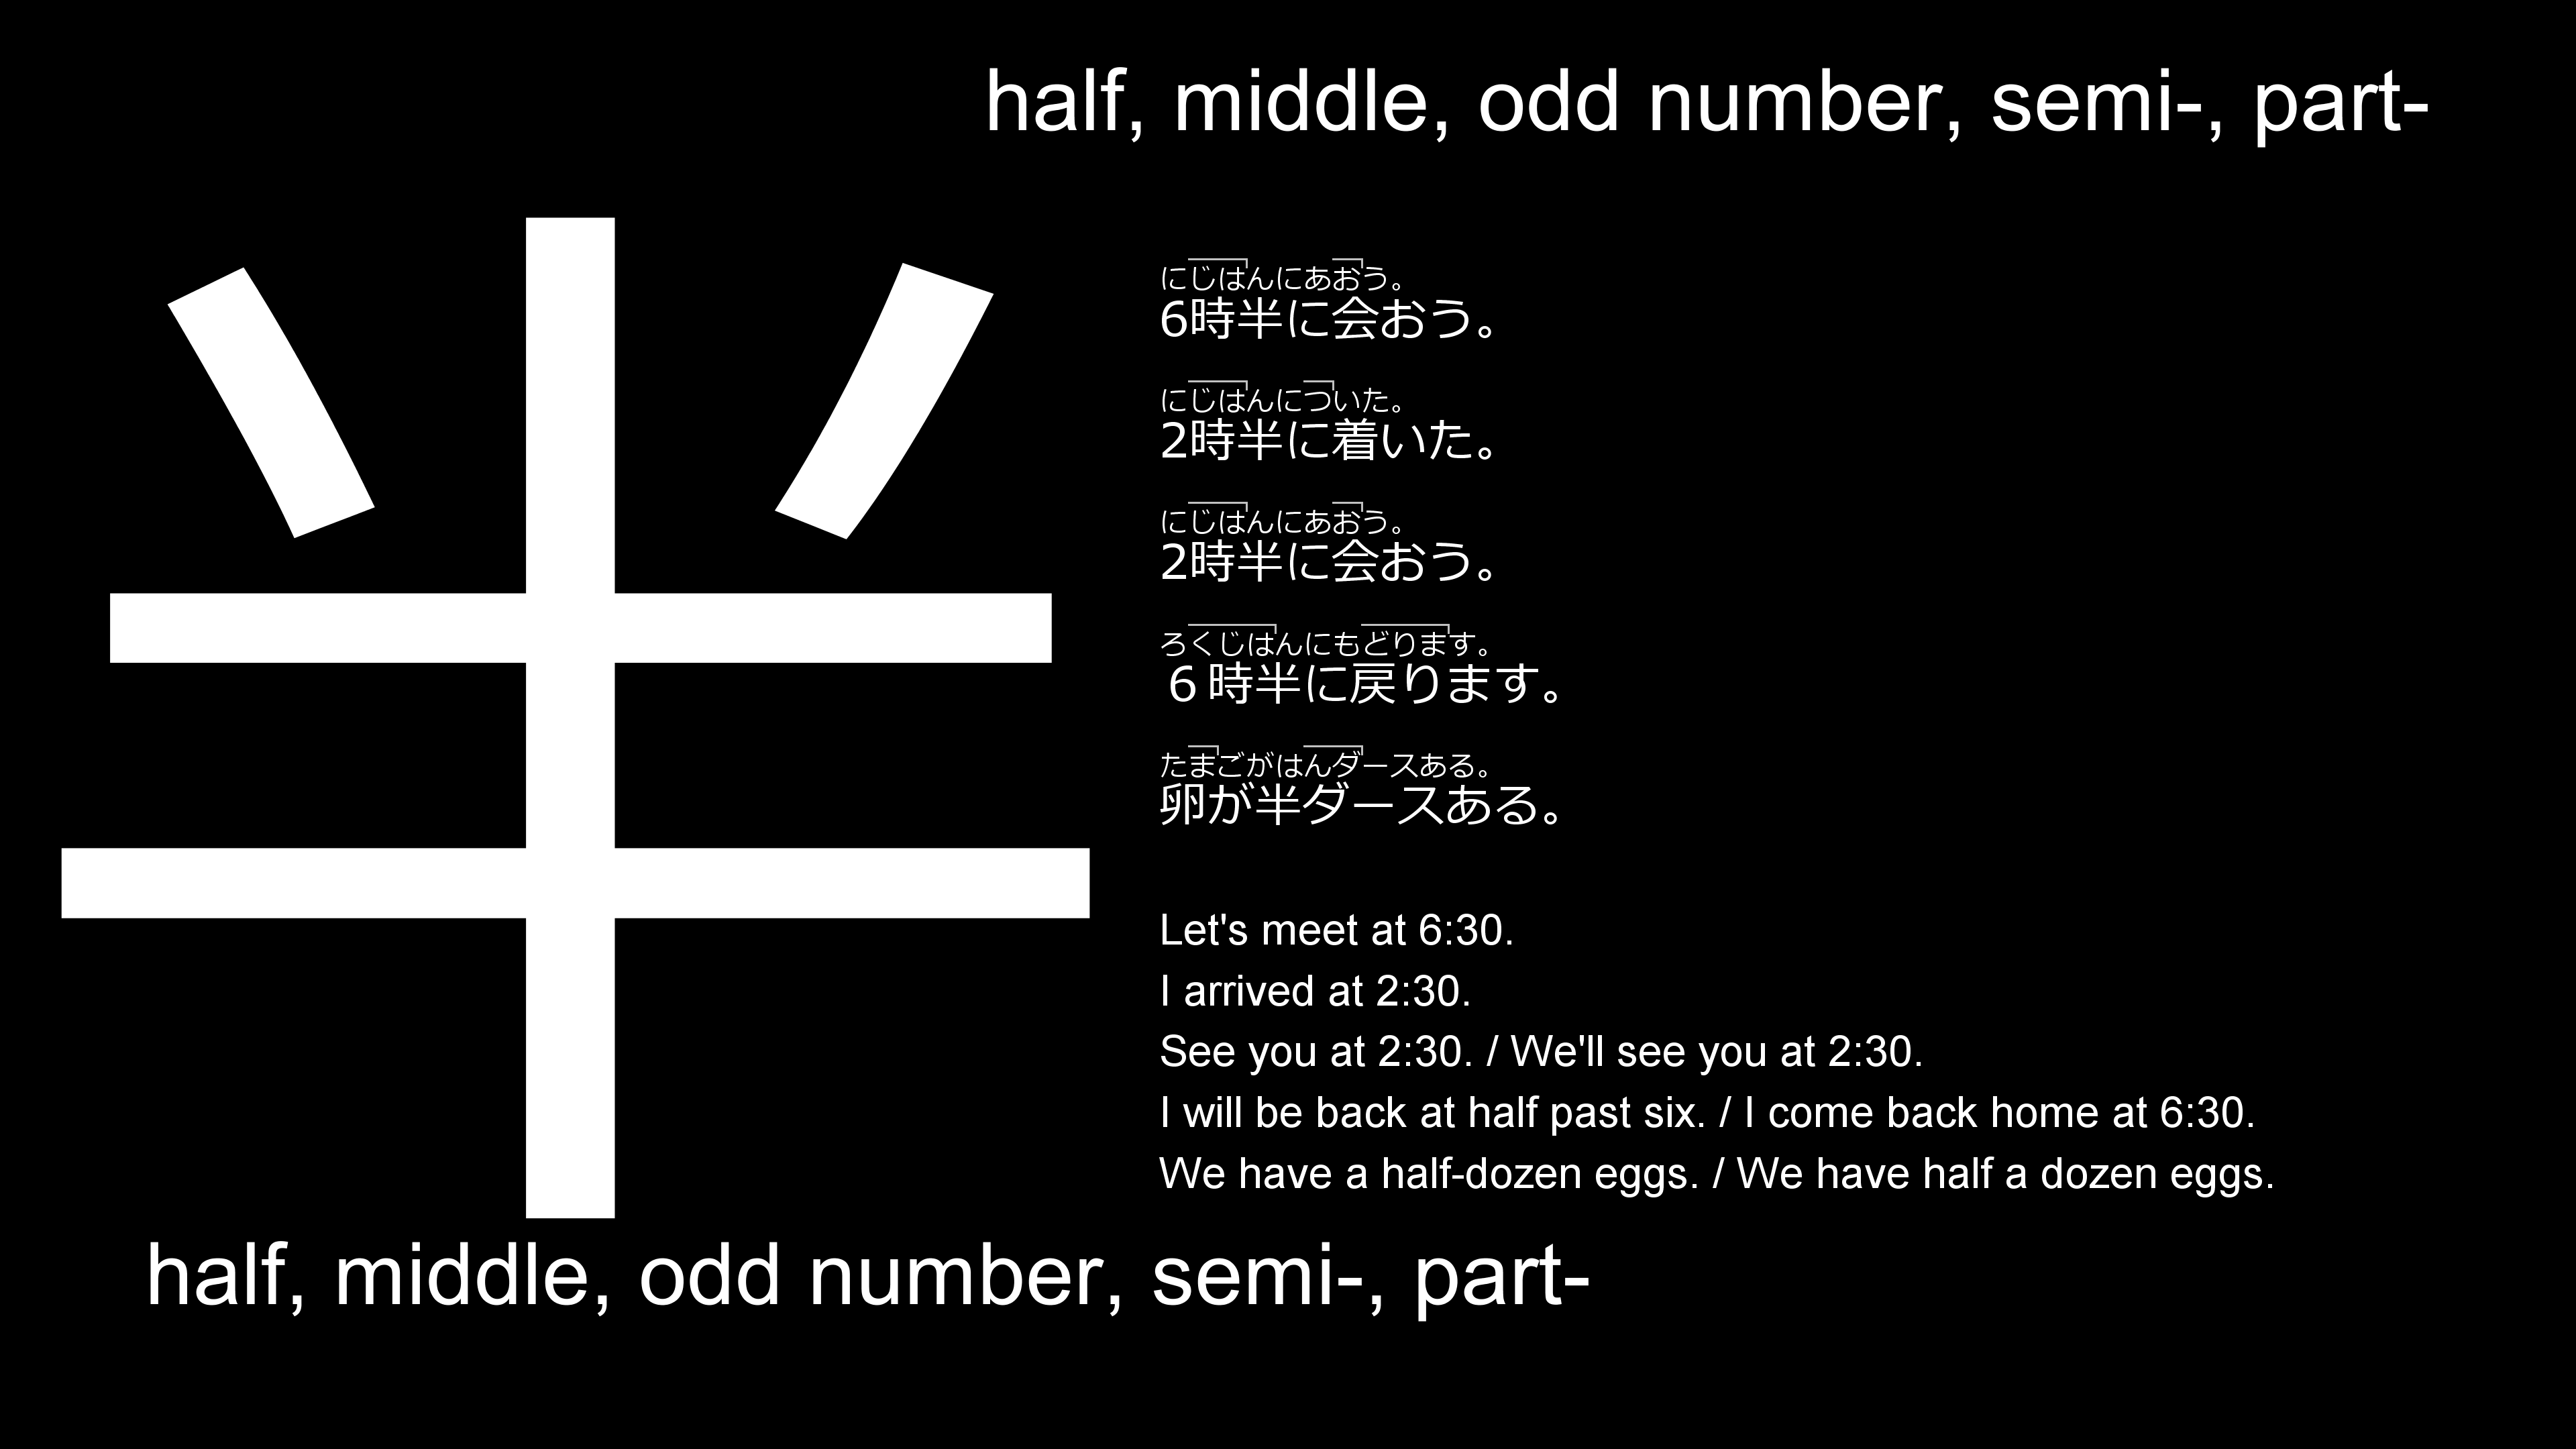 half, middle, odd number, semi-, part-
半
にじはんにあおう。
6時半に会おう。
にじはんについた。
2時半に着いた。
にじはんにあおう。
2時半に会おう。
ろくじはんにもどります。
６時半に戻ります。
たまごがはんダースある。
卵が半ダースある。
Let's meet at 6:30.
I arrived at 2:30.
See you at 2:30. / We'll see you at 2:30.
I will be back at half past six. / I come back home at 6:30.
We have a half-dozen eggs. / We have half a dozen eggs.
half, middle, odd number, semi-, part-